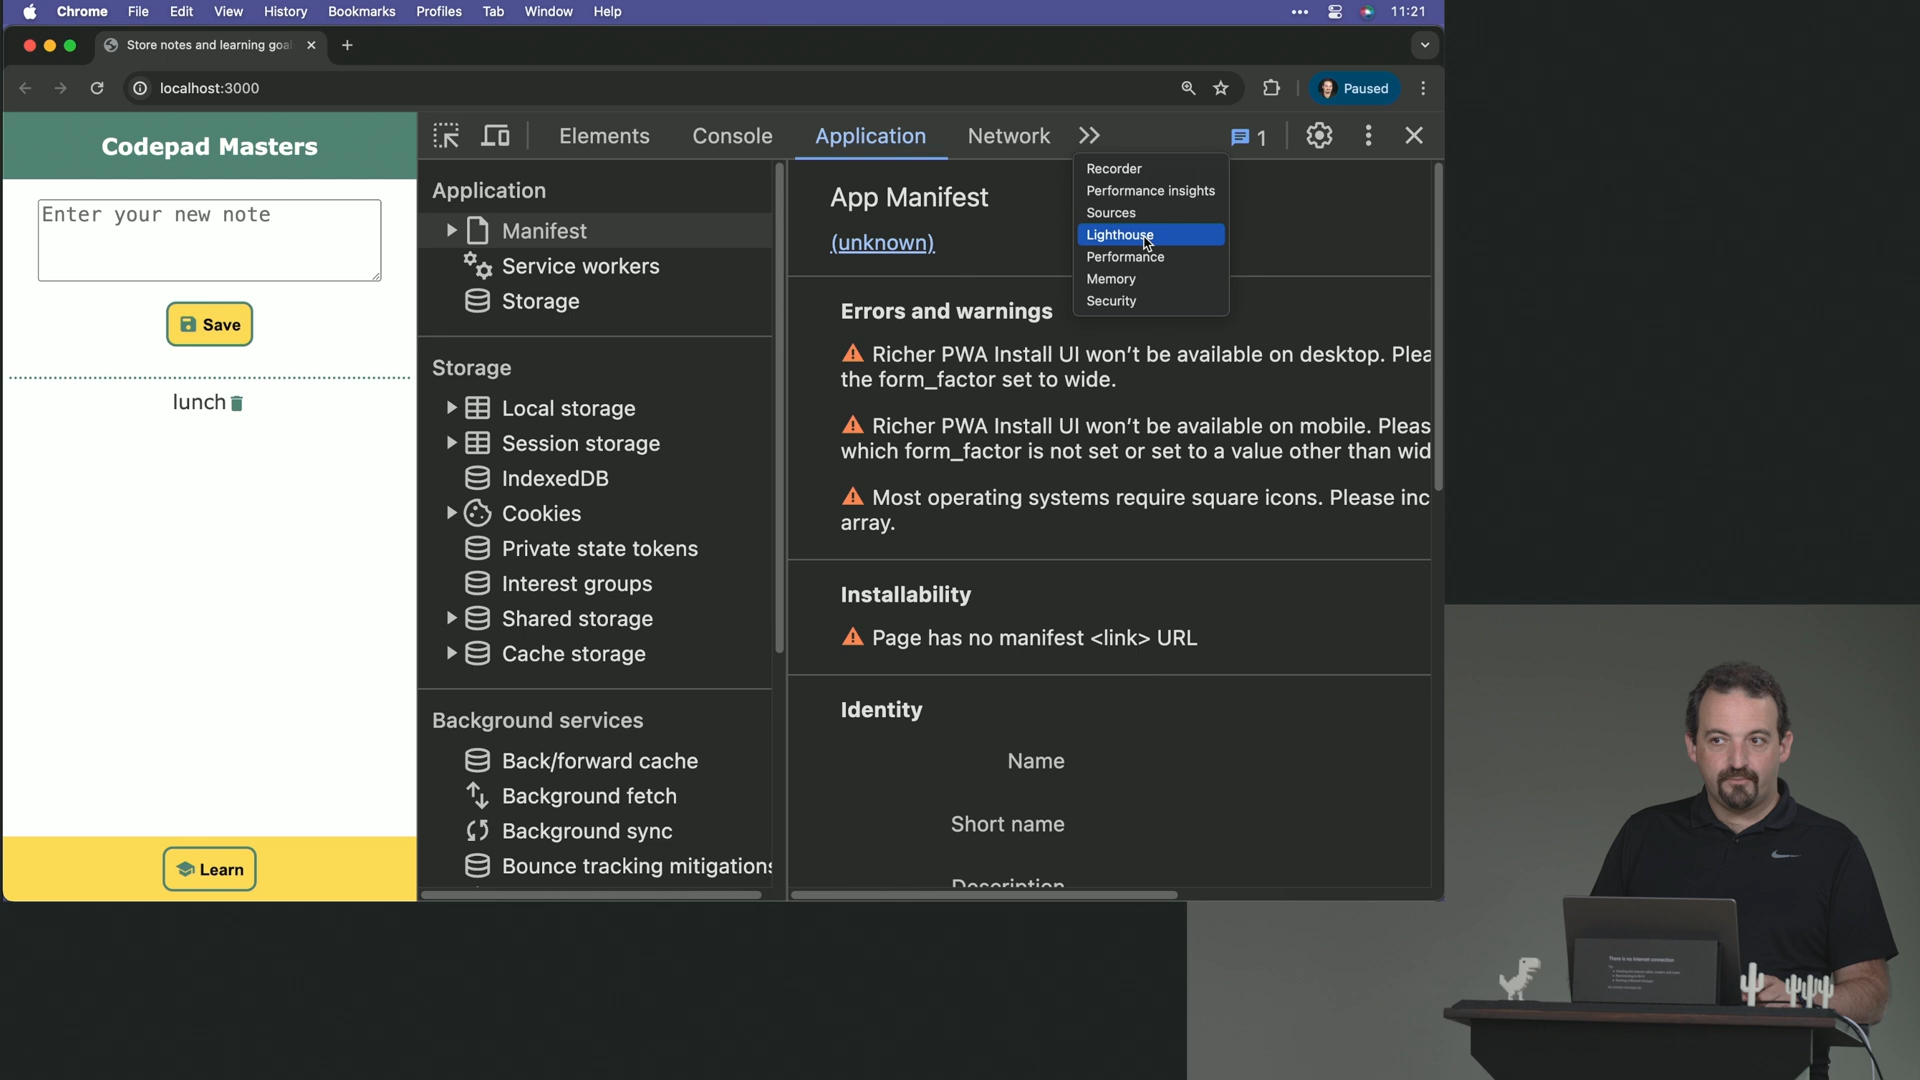 Chrome File Edit View History Bookmarks Profiles Tab Window Help 11:21
Store notes and learning goa
localhost:3000
Paused
Codepad Masters
Enter your new note
Save
lunch
Learn
Elements Console Application Network 1
Recorder
Performance insights
Sources
Lighthouse
Performance
Memory
Security
Application
Manifest
Service workers
Storage
Storage
Local storage
Session storage
IndexedDB
Cookies
Private state tokens
Interest groups
Shared storage
Cache storage
Background services
Back/forward cache
Background fetch
Background sync
Bounce tracking mitigations
App Manifest
(unknown)
Errors and warnings
Richer PWA Install UI won't be available on desktop. Plea
the form_factor set to wide.
Richer PWA Install UI won't be available on mobile. Pleas
which form_factor is not set or set to a value other than wid
Most operating systems require square icons. Please inc
array.
Installability
Page has no manifest <link> URL
Identity
Name
Short name
Description
There is no Internet connection